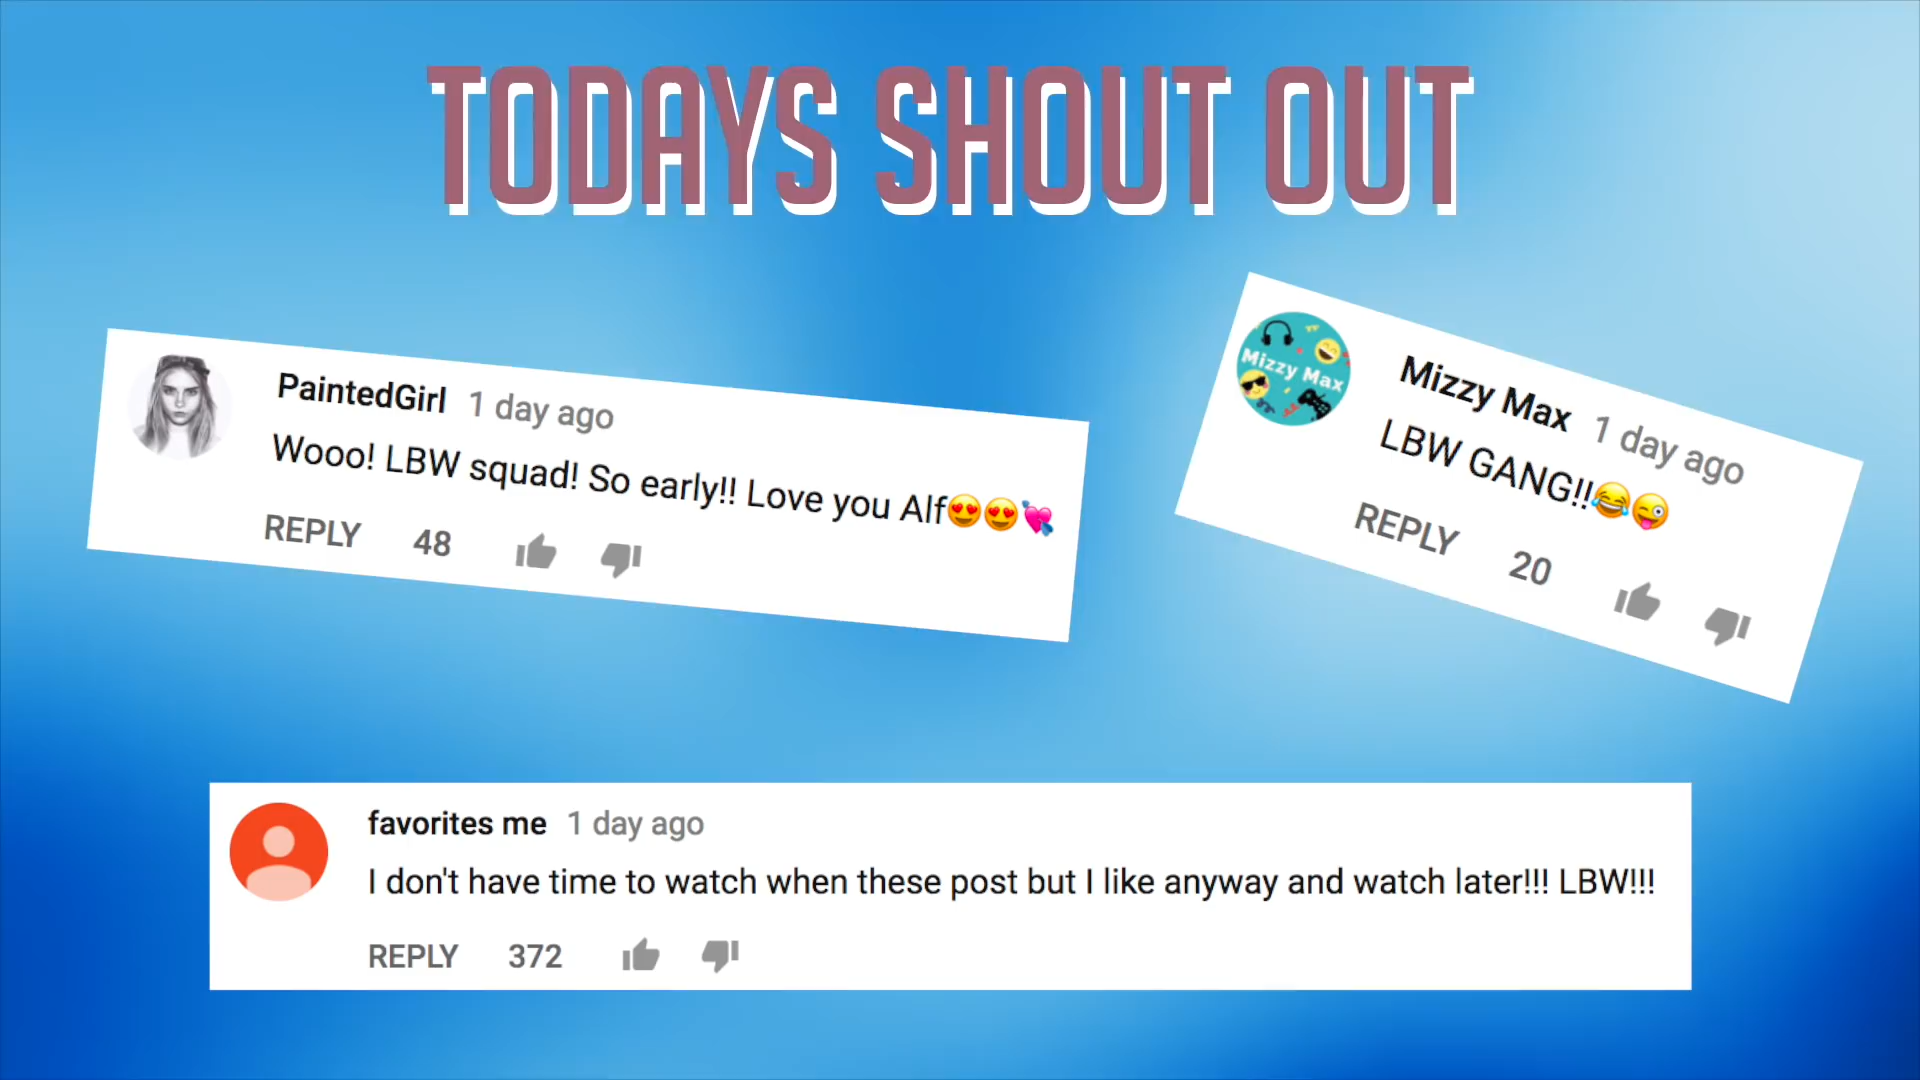 TODAYS SHOUT OUT
PaintedGirl 1 day ago
Wooo! LBW squad! So early!! Love you Alf😍😍💘
REPLY 48
Mizzy Max
Mizzy Max 1 day ago
LBW GANG!!😂😜
REPLY 20
favorites me 1 day ago
I don't have time to watch when these post but I like anyway and watch later!!! LBW!!!
REPLY 372